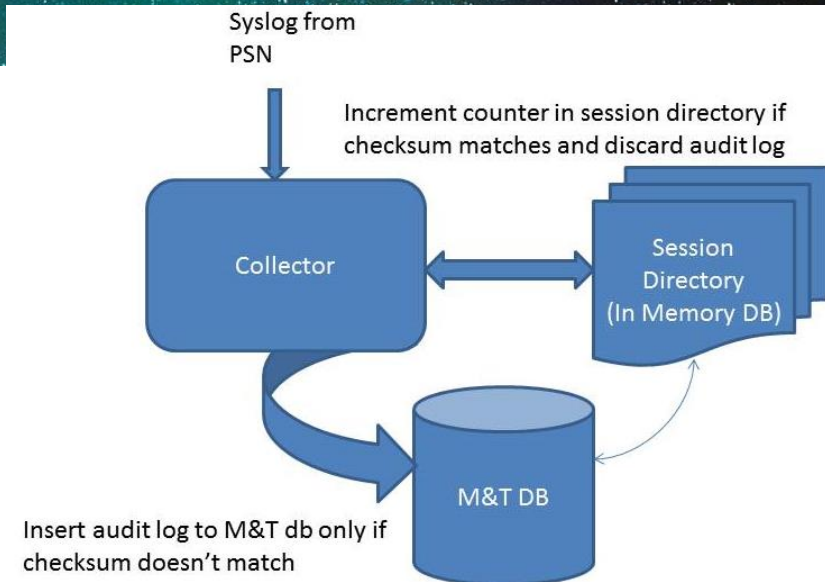 Syslog from
PSN
Increment counter in session directory if
checksum matches and discard audit log
Collector
Session
Directory
(In Memory DB)
M&T DB
Insert audit log to M&T db only if
checksum doesn't match